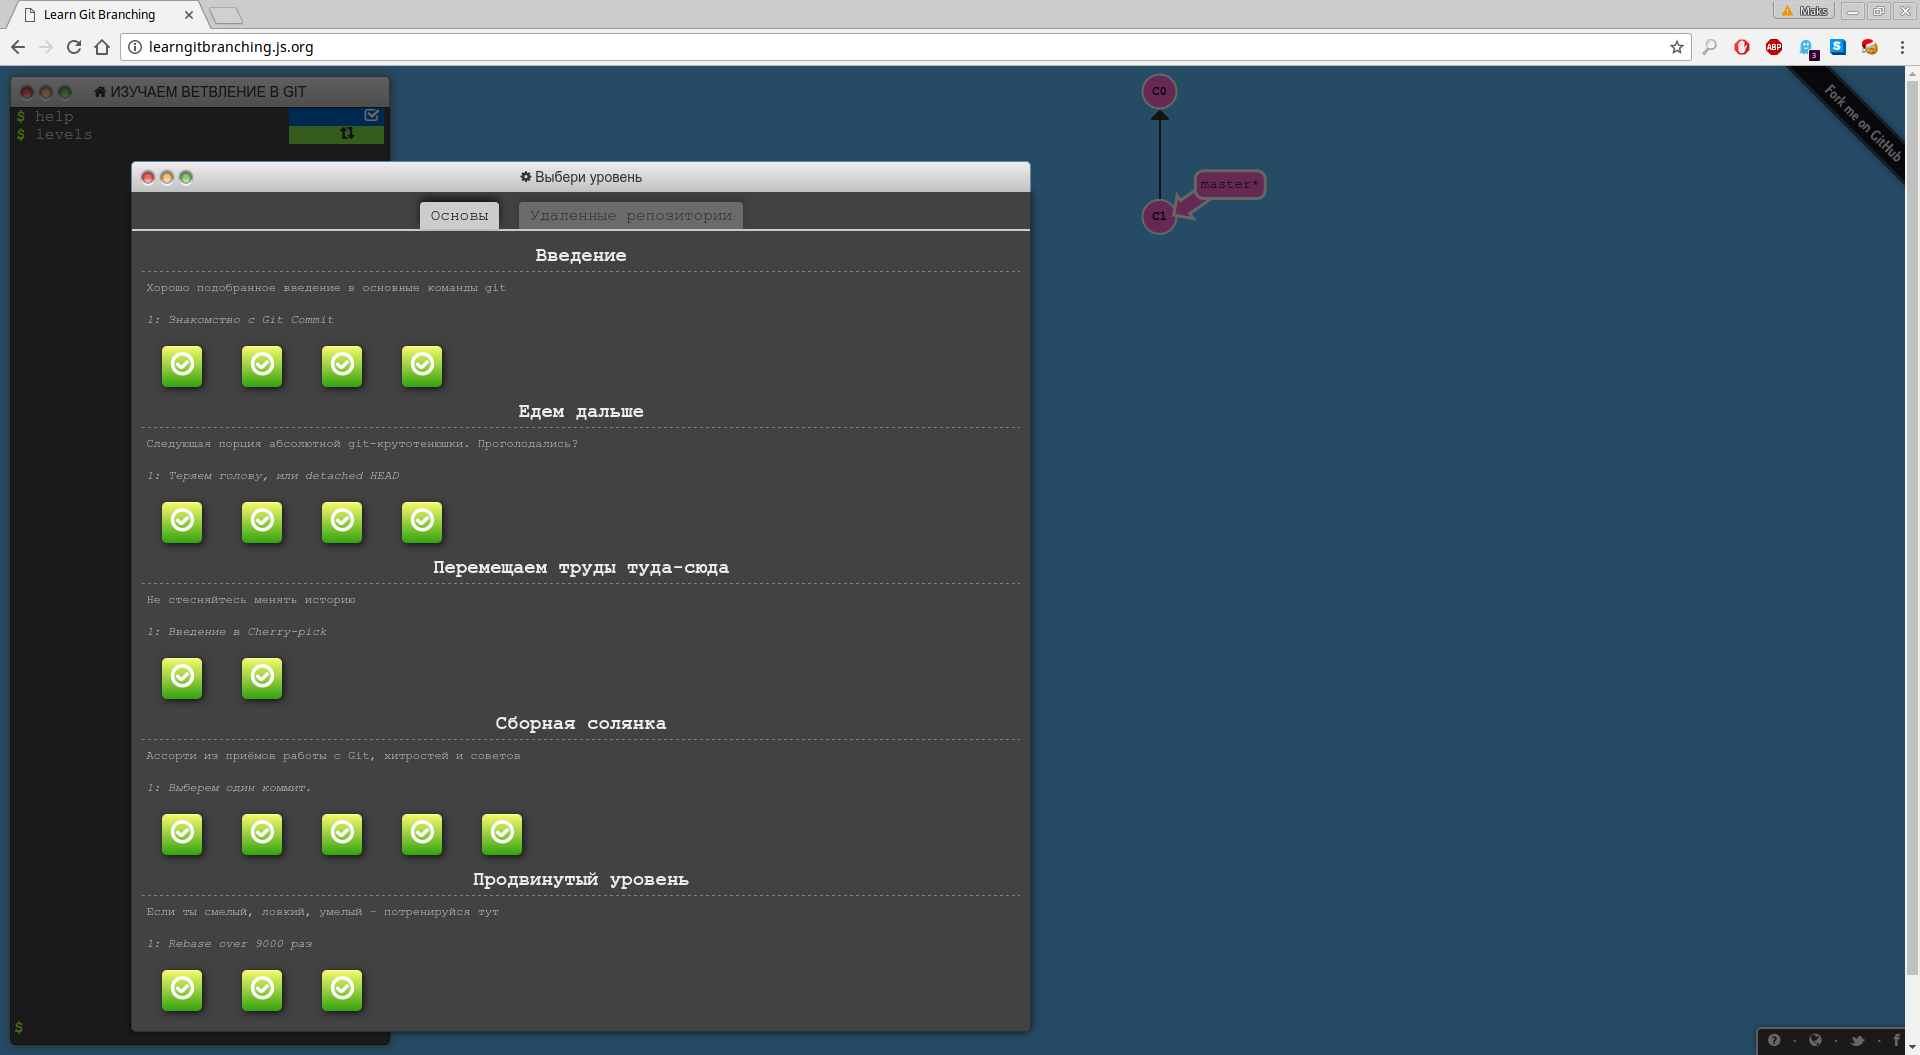 Learn Git Branching
Maks
learngitbranching.js.org
ABP
S
3
ИЗУЧАЕМ ВЕТВЛЕНИЕ В GIT
$ help
$ levels
C0
master*
C1
Fork me on GitHub
Выбери уровень
Основы
Удаленные репозитории
Введение
Хорошо подобранное введение в основные команды git
1: Знакомство с Git Commit
Едем дальше
Следующая порция абсолютной git-крутотенюшки. Проголодались?
1: Теряем голову, или detached HEAD
Перемещаем труды туда-сюда
Не стесняйтесь менять историю
1: Введение в Cherry-pick
Сборная солянка
Ассорти из приёмов работы с Git, хитростей и советов
1: Выберем один коммит.
Продвинутый уровень
Если ты смелый, ловкий, умелый - потренируйся тут
1: Rebase over 9000 раз
$